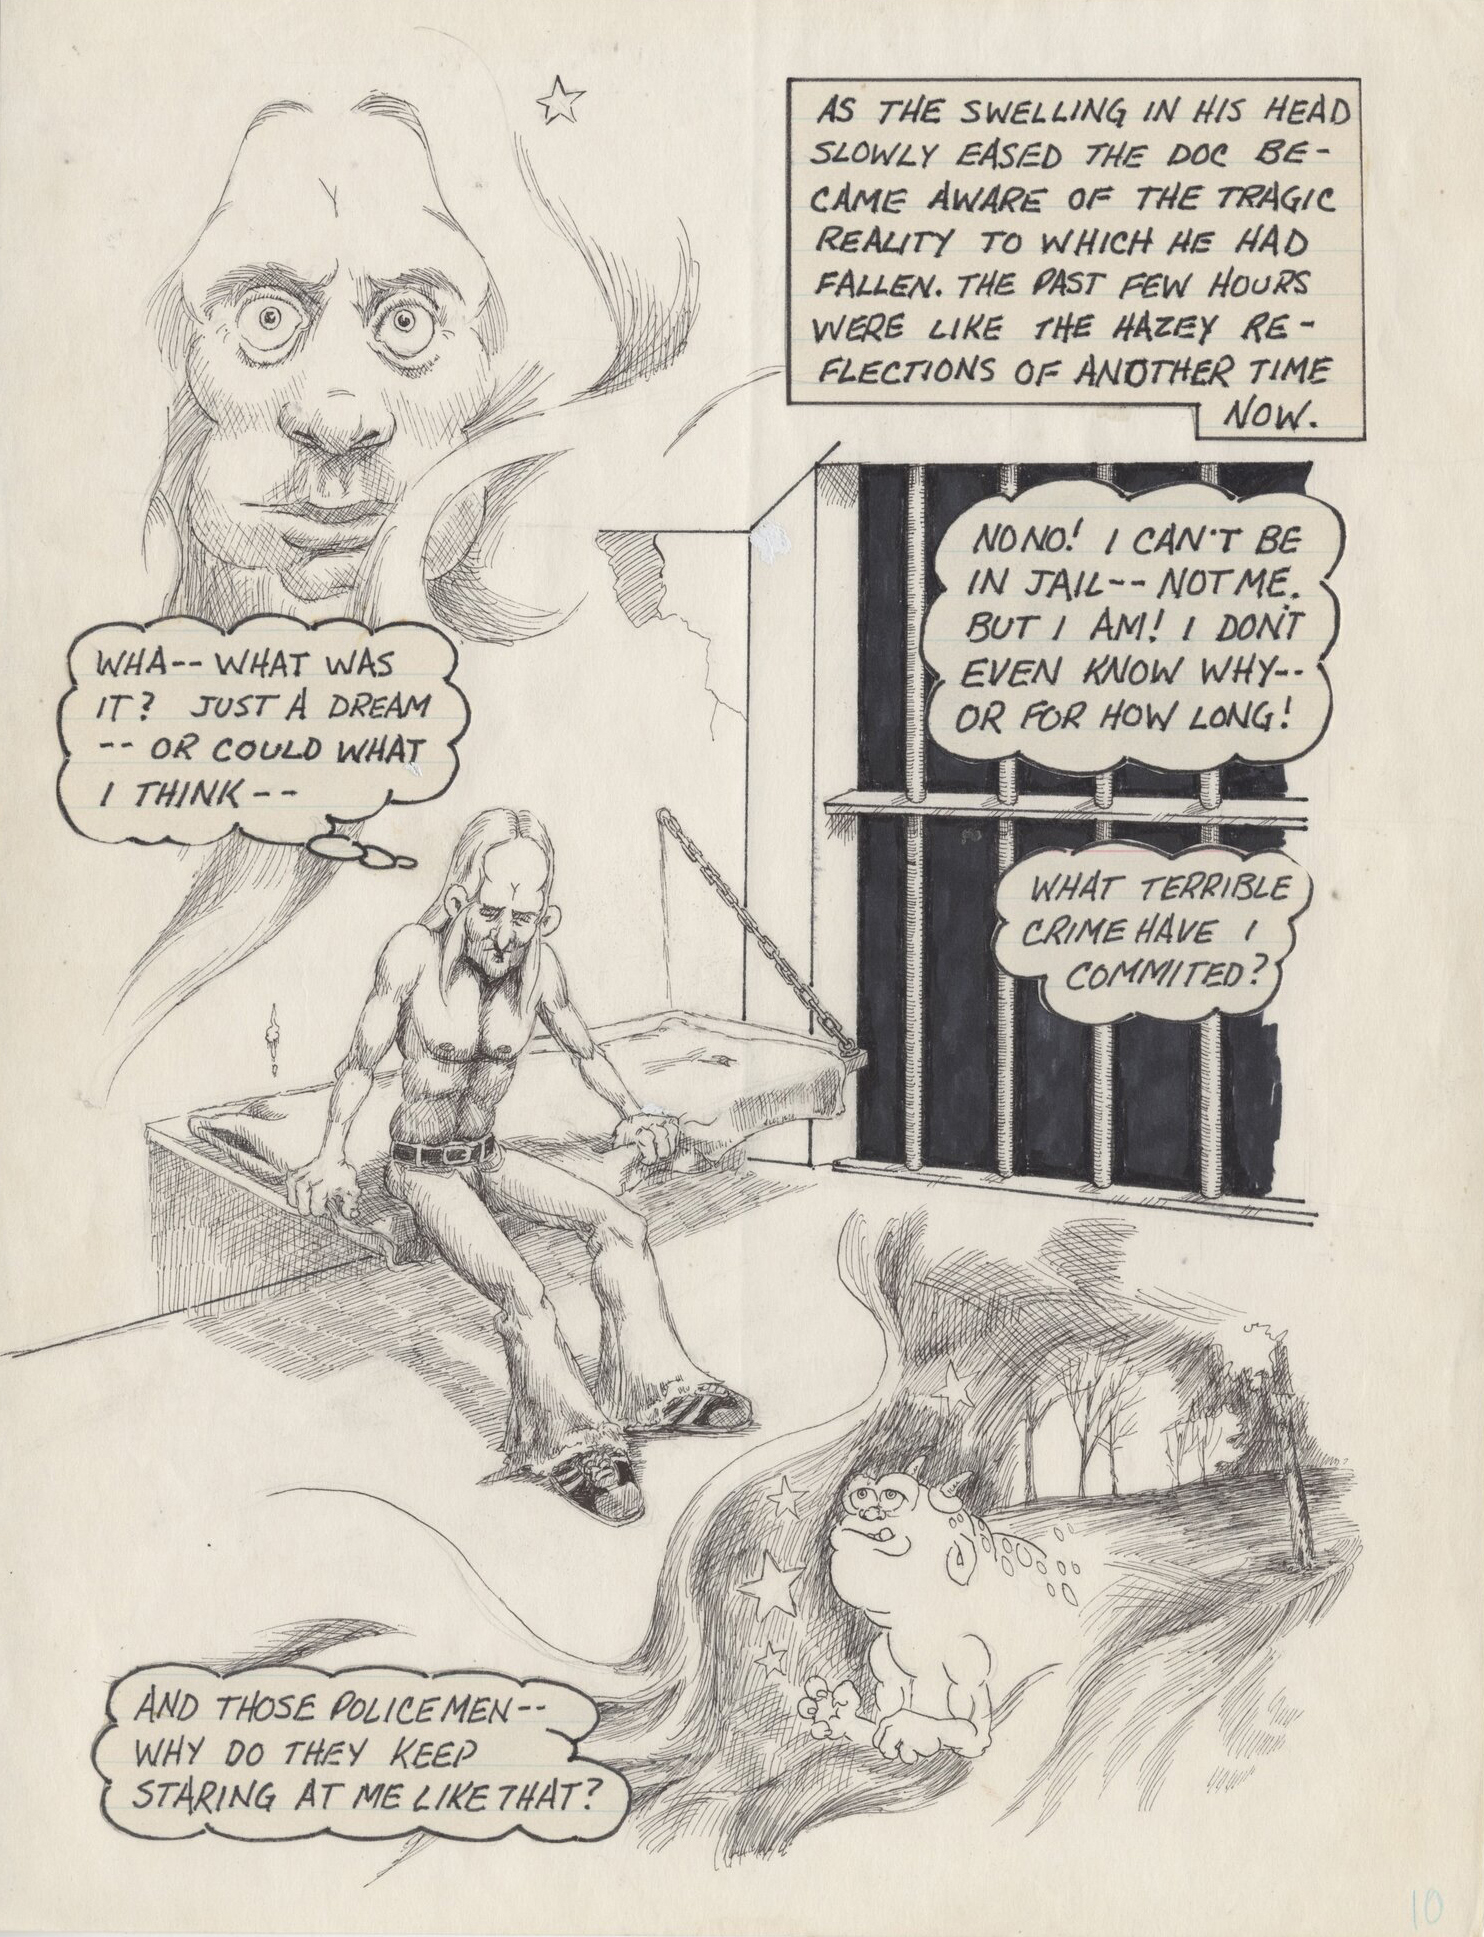 AS THE SWELLING IN HIS HEAD
SLOWLY EASED THE DOC BE-
CAME AWARE OF THE TRAGIC
REALITY TO WHICH HE HAD
FALLEN. THE PAST FEW HOURS
WERE LIKE THE HAZEY RE-
FLECTIONS OF ANOTHER TIME
NOW.
WHA-- WHAT WAS
IT? JUST A DREAM
-- OR COULD WHAT
I THINK--
NO NO! I CAN'T BE
IN JAIL-- NOT ME.
BUT I AM! I DON'T
EVEN KNOW WHY--
OR FOR HOW LONG!
WHAT TERRIBLE
CRIME HAVE I
COMMITED?
AND THOSE POLICEMEN--
WHY DO THEY KEEP
STARING AT ME LIKE THAT?
10